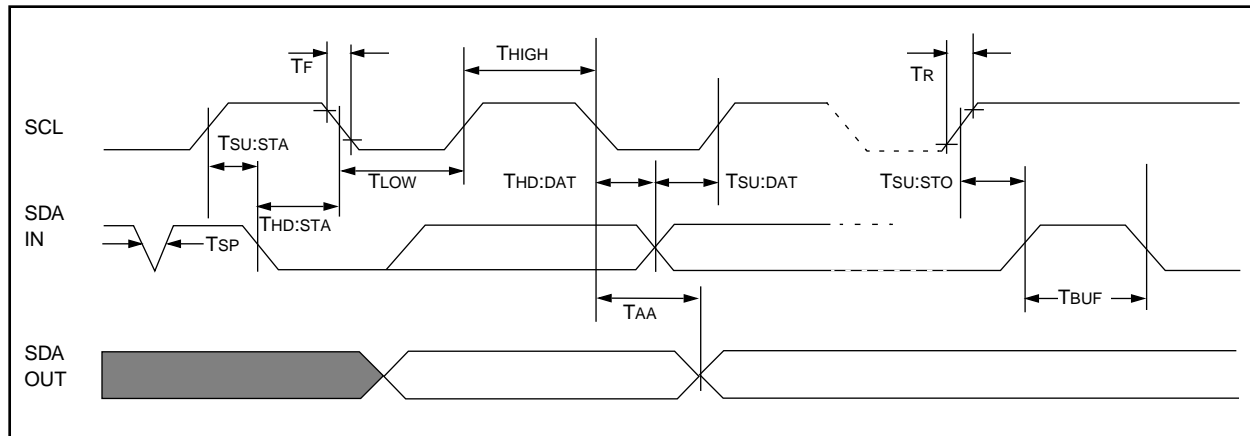 TF
THIGH
TR
SCL
TSU:STA
TLOW
THD:DAT
TSU:DAT
TSU:STO
SDA
IN
THD:STA
TSP
TAA
TBUF
SDA
OUT